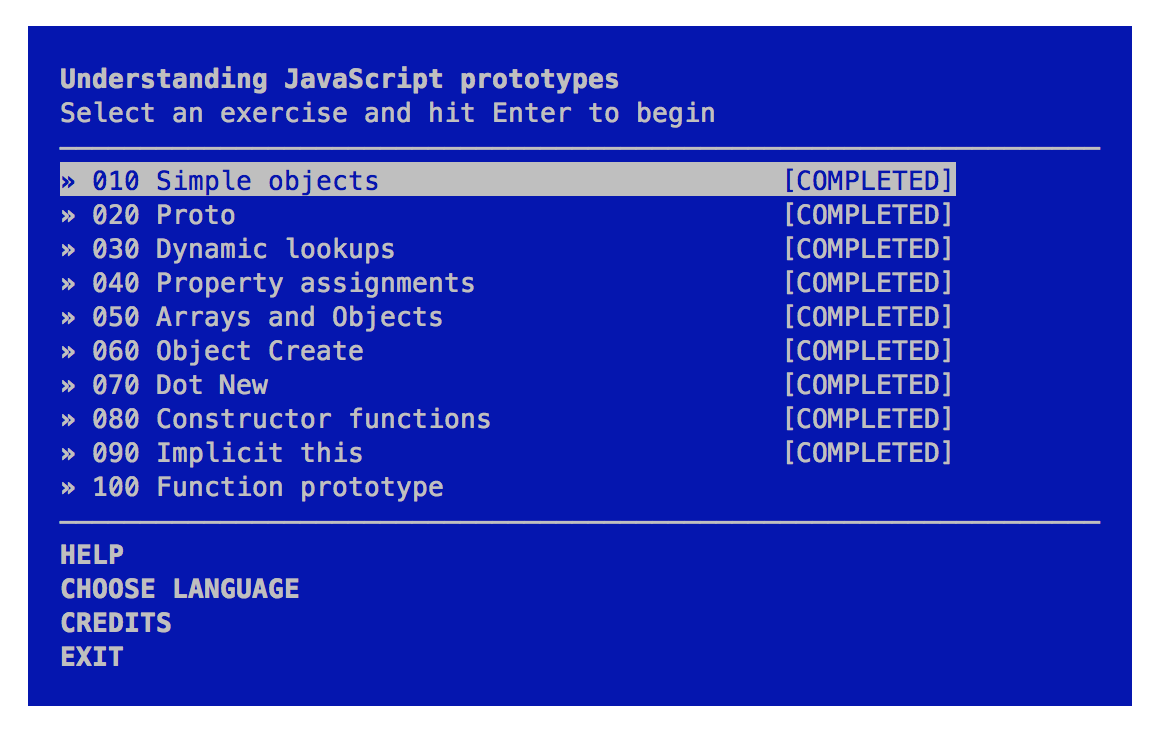 Understanding JavaScript prototypes
Select an exercise and hit Enter to begin
» 010 Simple objects [COMPLETED]
» 020 Proto [COMPLETED]
» 030 Dynamic lookups [COMPLETED]
» 040 Property assignments [COMPLETED]
» 050 Arrays and Objects [COMPLETED]
» 060 Object Create [COMPLETED]
» 070 Dot New [COMPLETED]
» 080 Constructor functions [COMPLETED]
» 090 Implicit this [COMPLETED]
» 100 Function prototype
HELP
CHOOSE LANGUAGE
CREDITS
EXIT